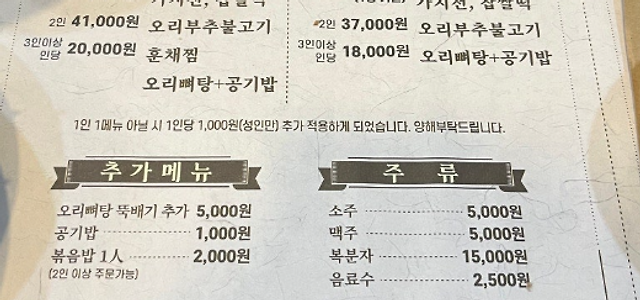 2인 41,000원 오리부추불고기
3인이상 인당 20,000원 훈채찜
오리뼈탕+공기밥
2인 37,000원 오리부추불고기
3인이상 인당 18,000원 오리뼈탕+공기밥
1인 1메뉴 아닐 시 1인당 1,000원(성인만) 추가 적용하게 되었습니다. 양해부탁드립니다.
추가메뉴
오리뼈탕 뚝배기 추가 5,000원
공기밥 1,000원
볶음밥 1人 2,000원
(2인 이상 주문가능)
주 류
소주 5,000원
맥주 5,000원
복분자 15,000원
음료수 2,500원